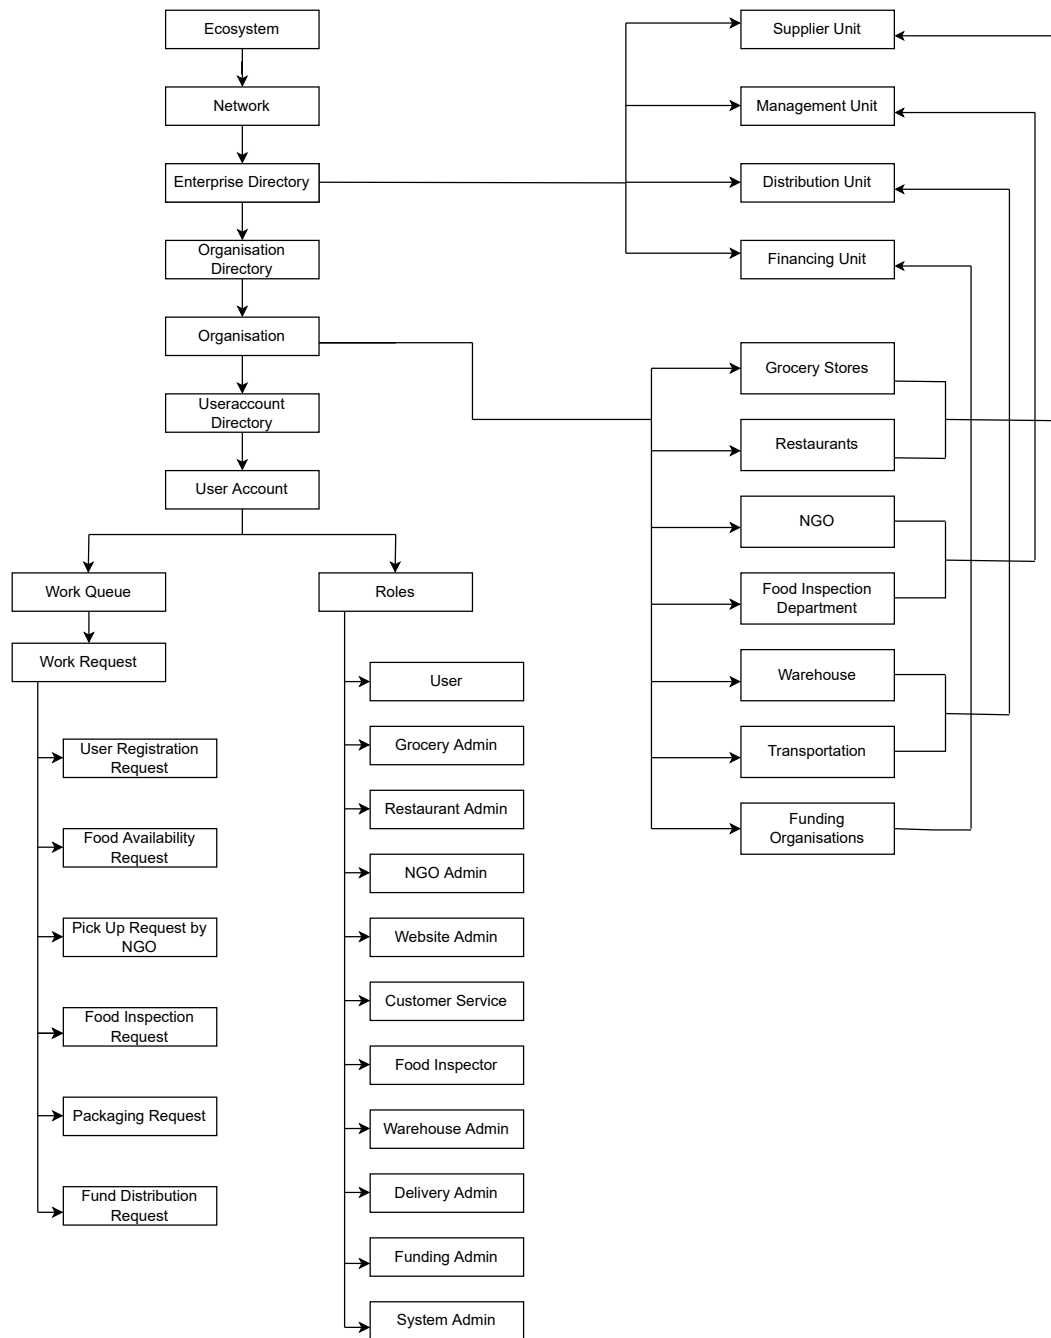 Ecosystem
Network
Enterprise Directory
Organisation
Directory
Organisation
Useraccount
Directory
User Account
Work Queue
Work Request
User Registration
Request
Food Availability
Request
Pick Up Request by
NGO
Food Inspection
Request
Packaging Request
Fund Distribution
Request
Roles
User
Grocery Admin
Restaurant Admin
NGO Admin
Website Admin
Customer Service
Food Inspector
Warehouse Admin
Delivery Admin
Funding Admin
System Admin
Supplier Unit
Management Unit
Distribution Unit
Financing Unit
Grocery Stores
Restaurants
NGO
Food Inspection
Department
Warehouse
Transportation
Funding
Organisations